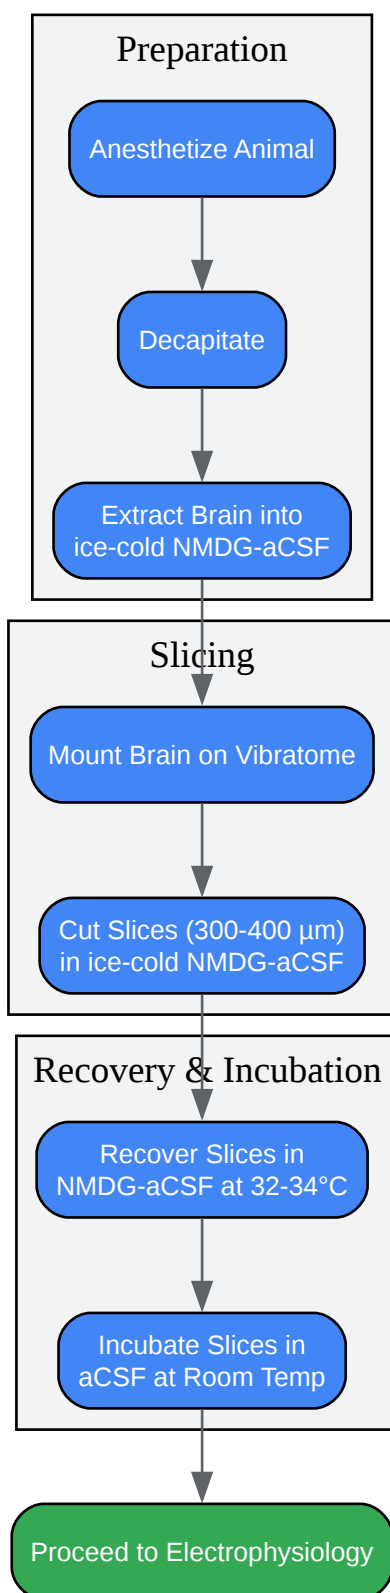 Preparation
Anesthetize Animal
Decapitate
Extract Brain into
ice-cold NMDG-aCSF
Slicing
Mount Brain on Vibratome
Cut Slices (300-400 µm)
in ice-cold NMDG-aCSF
Recovery & Incubation
Recover Slices in
NMDG-aCSF at 32-34°C
Incubate Slices in
aCSF at Room Temp
Proceed to Electrophysiology